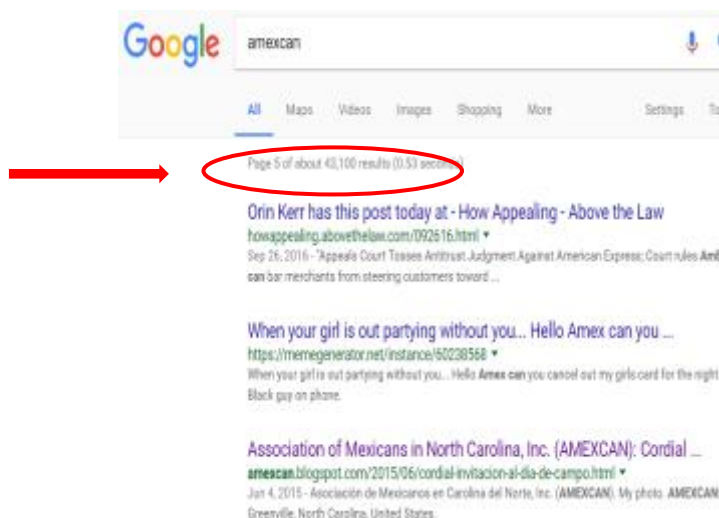 Google amexcan
All Maps Videos Images Shopping More Settings
Page 5 of about 43,100 results (0.53 seconds)
Orin Kerr has this post today at - How Appealing - Above the Law
howappealing.abovethelaw.com/092616.html
Sep 26, 2016 - "Appeals Court Tosses Antitrust Judgment Against American Express; Court rules
can bar merchants from steering customers toward ...
When your girl is out partying without you... Hello Amex can you ...
https://memegenerator.net/instance/60238568
When your girl is out partying without you... Hello Amex can you cancel out my girls card for the night
Black guy on phone.
Association of Mexicans in North Carolina, Inc. (AMEXCAN): Cordial ...
amexcan.blogspot.com/2015/06/cordial-invitacion-al-dia-de-campo.html
Jun 4, 2015 - Asociación de Mexicanos en Carolina del Norte, Inc. (AMEXCAN). My photo. AMEXCAN
Greenville, North Carolina, United States.